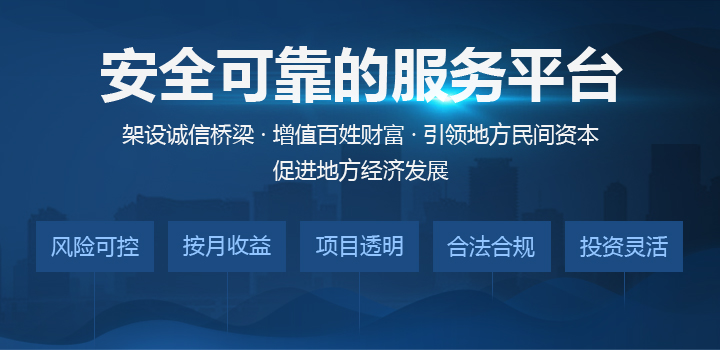 安全可靠的服务平台
架设诚信桥梁 · 增值百姓财富 · 引领地方民间资本
促进地方经济发展
风险可控
按月收益
项目透明
合法合规
投资灵活